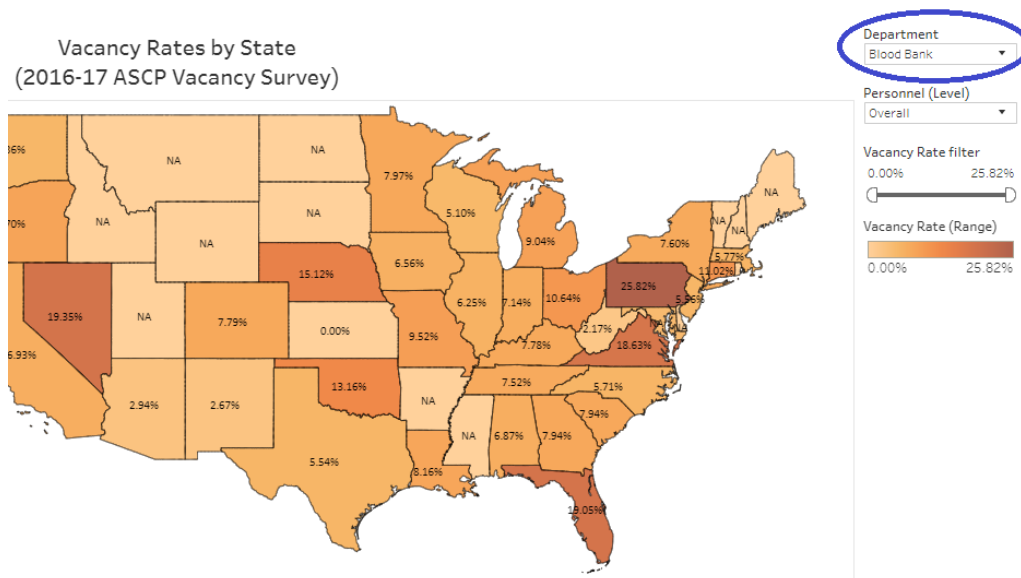 Vacancy Rates by State
(2016-17 ASCP Vacancy Survey)
Department
Blood Bank
Personnel (Level)
Overall
Vacancy Rate filter
0.00% 25.82%
Vacancy Rate (Range)
0.00% 25.82%
NA
NA
7.97%
NA
5.10%
NA
NA
NA
NA
9.04%
7.60%
NA
NA
5.77%
15.12%
6.56%
11.02%
25.82%
10.64%
6.25%
7.14%
19.35%
NA
7.79%
0.00%
9.52%
2.17%
NA
18.63%
7.78%
6.93%
13.16%
7.52%
5.71%
2.94%
2.67%
NA
7.94%
NA
6.87%
7.94%
5.54%
8.16%
19.05%